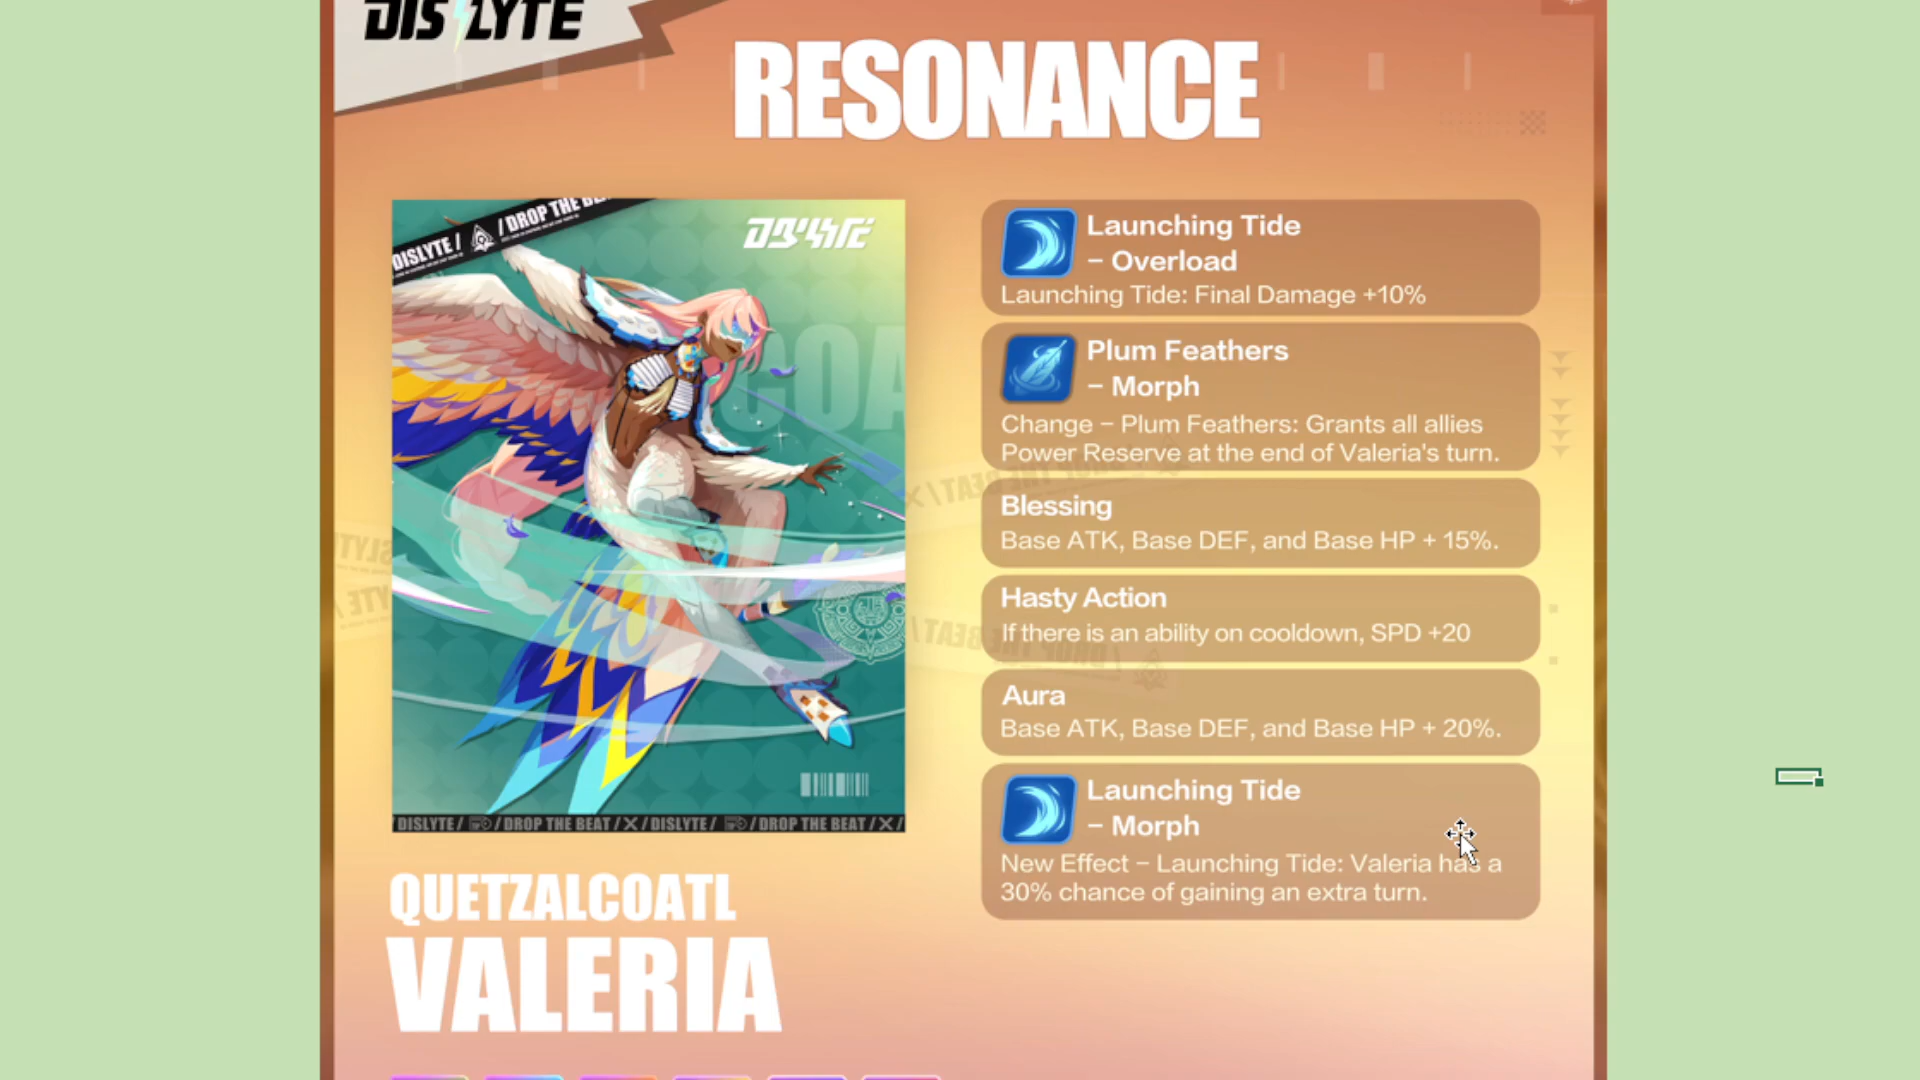 DISLYTE
RESONANCE
DISLYTE / / DROP THE BEAT
DISLYTE
Launching Tide
– Overload
Launching Tide: Final Damage +10%
Plum Feathers
– Morph
Change – Plum Feathers: Grants all allies
Power Reserve at the end of Valeria's turn.
Blessing
Base ATK, Base DEF, and Base HP + 15%.
Hasty Action
If there is an ability on cooldown, SPD +20
Aura
Base ATK, Base DEF, and Base HP + 20%.
Launching Tide
– Morph
New Effect – Launching Tide: Valeria has a
30% chance of gaining an extra turn.
DISLYTE / / DROP THE BEAT / X / DISLYTE / / DROP THE BEAT / X /
QUETZALCOATL
VALERIA